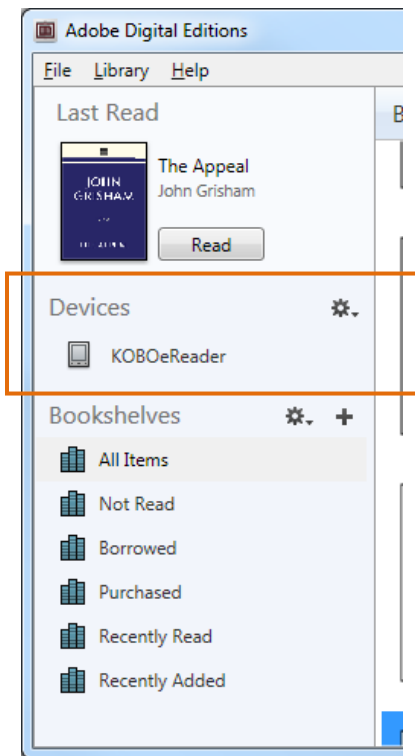 Adobe Digital Editions
File Library Help
Last Read
B
JOHN
GRISHAM
The Appeal
John Grisham
Read
Devices
KOBOeReader
Bookshelves
All Items
Not Read
Borrowed
Purchased
Recently Read
Recently Added